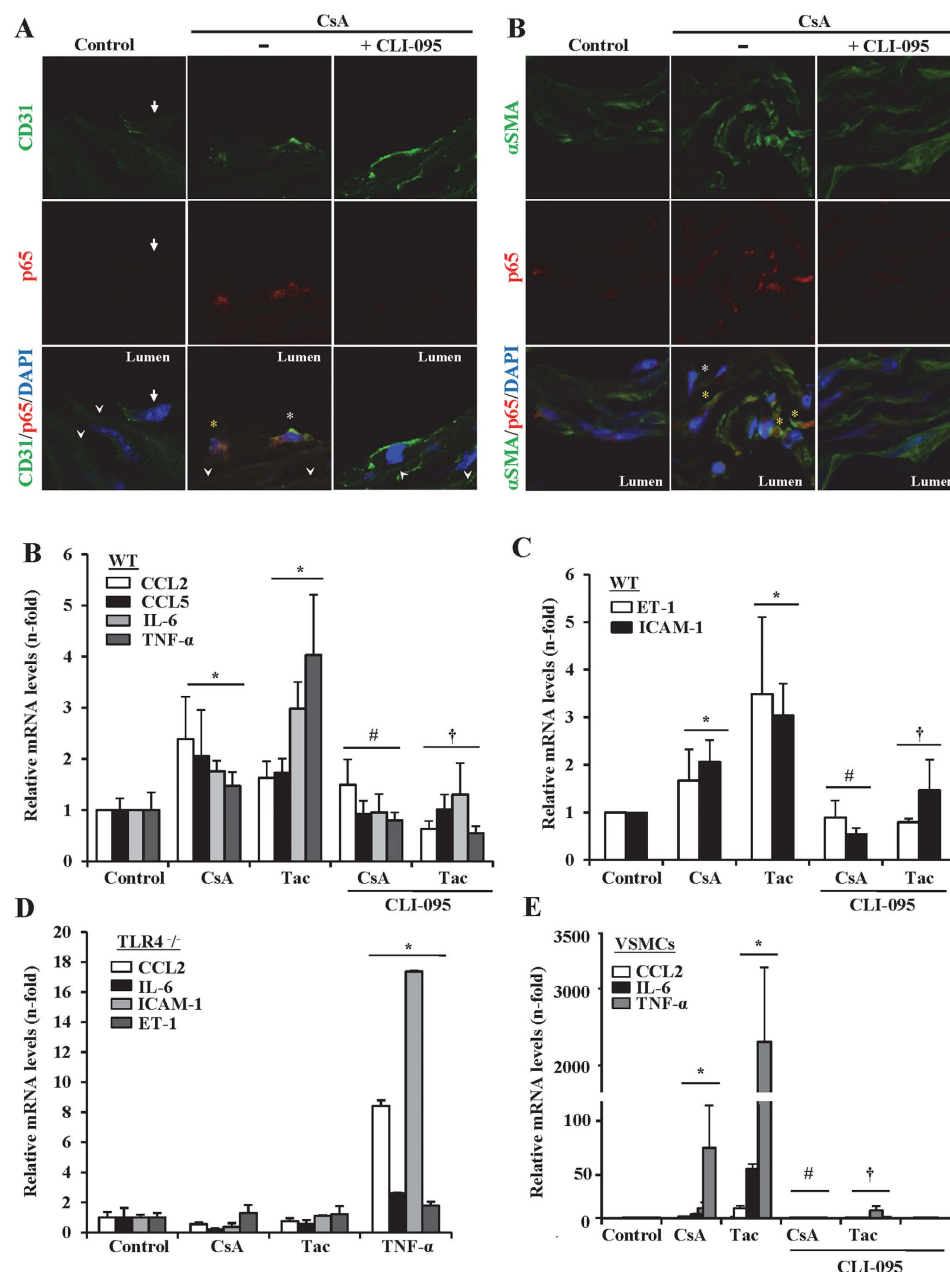 A
CsA
Control
-
+ CLI-095
CD31
p65
CD31/p65/DAPI
Lumen
*
*
Lumen
Lumen
B
CsA
Control
-
+ CLI-095
αSMA
p65
αSMA/p65/DAPI
Lumen
*
*
*
*
Lumen
Lumen
B
Relative mRNA levels (n-fold)
6
5
4
3
2
1
0
WT
CCL2
CCL5
IL-6
TNF-α
*
*
#
†
Control
CsA
Tac
CsA
Tac
CLI-095
C
Relative mRNA levels (n-fold)
6
5
4
3
2
1
0
WT
ET-1
ICAM-1
*
*
#
†
Control
CsA
Tac
CsA
Tac
CLI-095
D
Relative mRNA levels (n-fold)
20
18
16
14
12
10
8
6
4
2
0
TLR4 -/-
CCL2
IL-6
ICAM-1
ET-1
*
Control
CsA
Tac
TNF-α
E
Relative mRNA levels (n-fold)
3500
3000
2000
100
50
0
VSMCs
CCL2
IL-6
TNF-α
*
*
#
†
Control
CsA
Tac
CsA
Tac
CLI-095